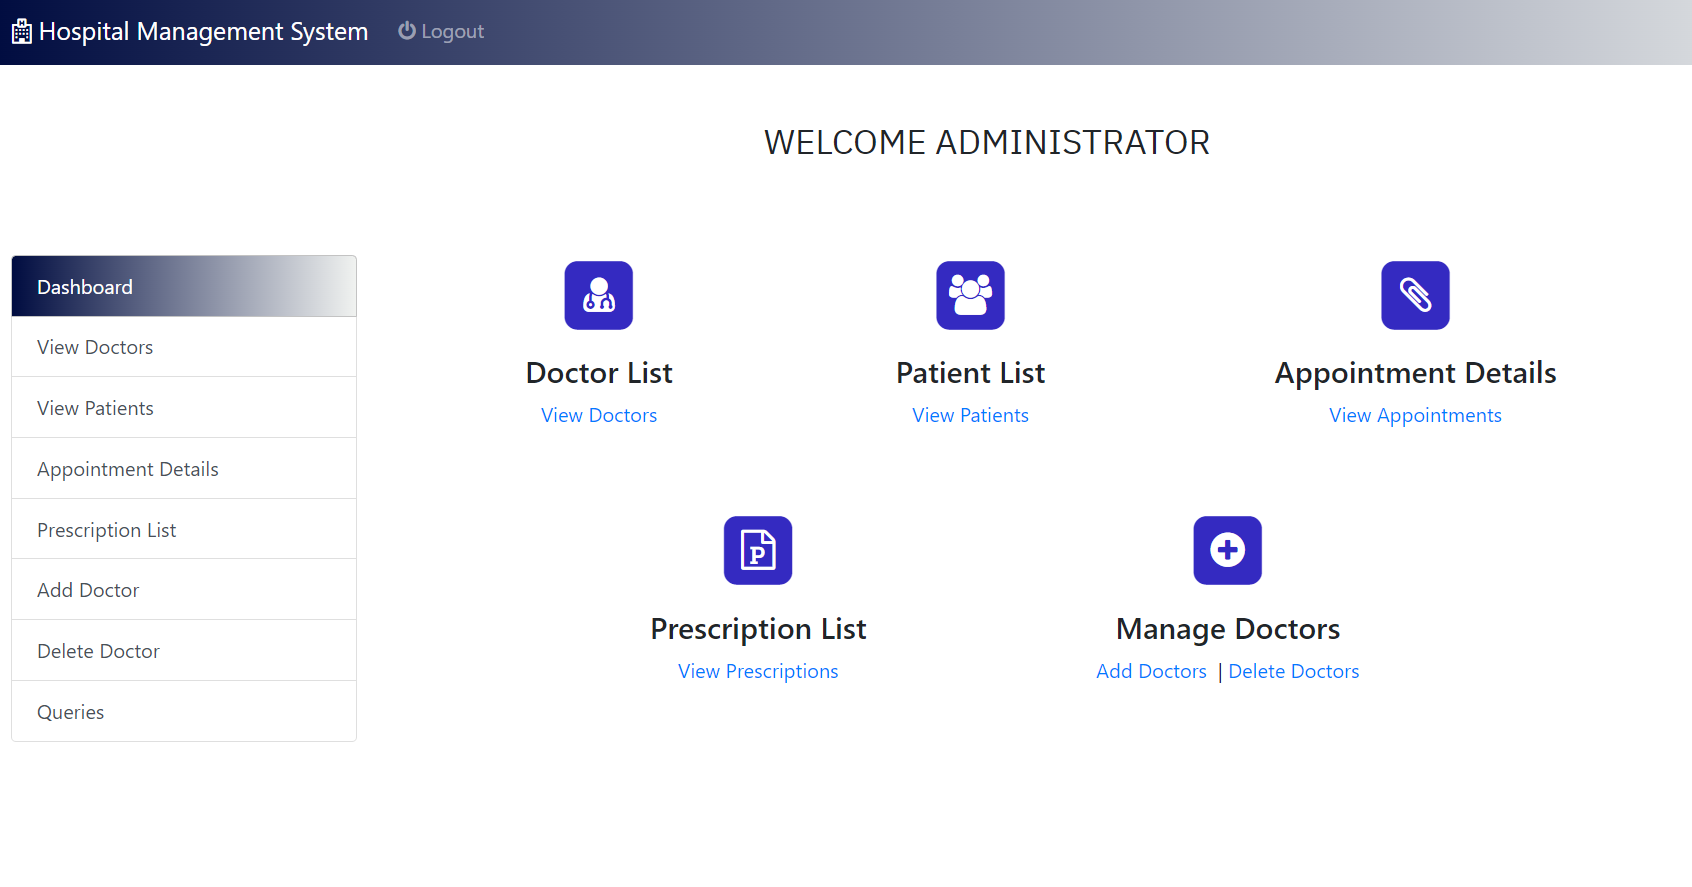 Hospital Management System Logout
WELCOME ADMINISTRATOR
Dashboard
View Doctors
View Patients
Appointment Details
Prescription List
Add Doctor
Delete Doctor
Queries
Doctor List
View Doctors
Patient List
View Patients
Appointment Details
View Appointments
P
Prescription List
View Prescriptions
Manage Doctors
Add Doctors | Delete Doctors